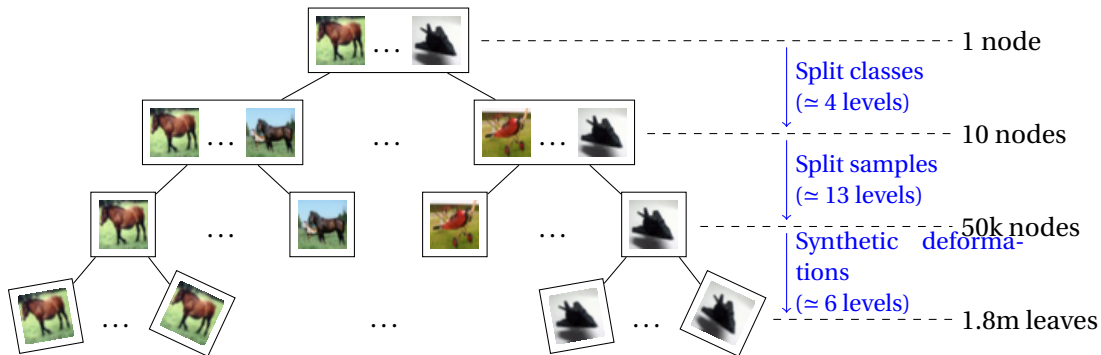 ... 1 node
Split classes
(≃ 4 levels)
... ... ... 10 nodes
Split samples
(≃ 13 levels)
... ... 50k nodes
Synthetic deforma-
tions
(≃ 6 levels)
... ... ... 1.8m leaves